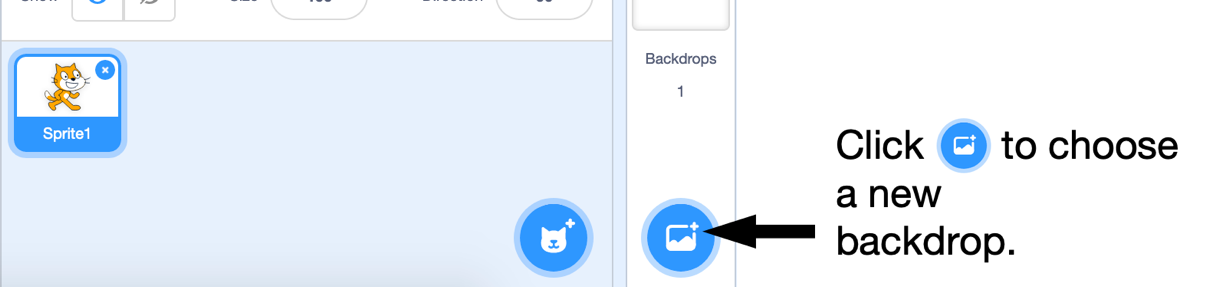 Backdrops
1
Sprite1
Click to choose
a new
backdrop.